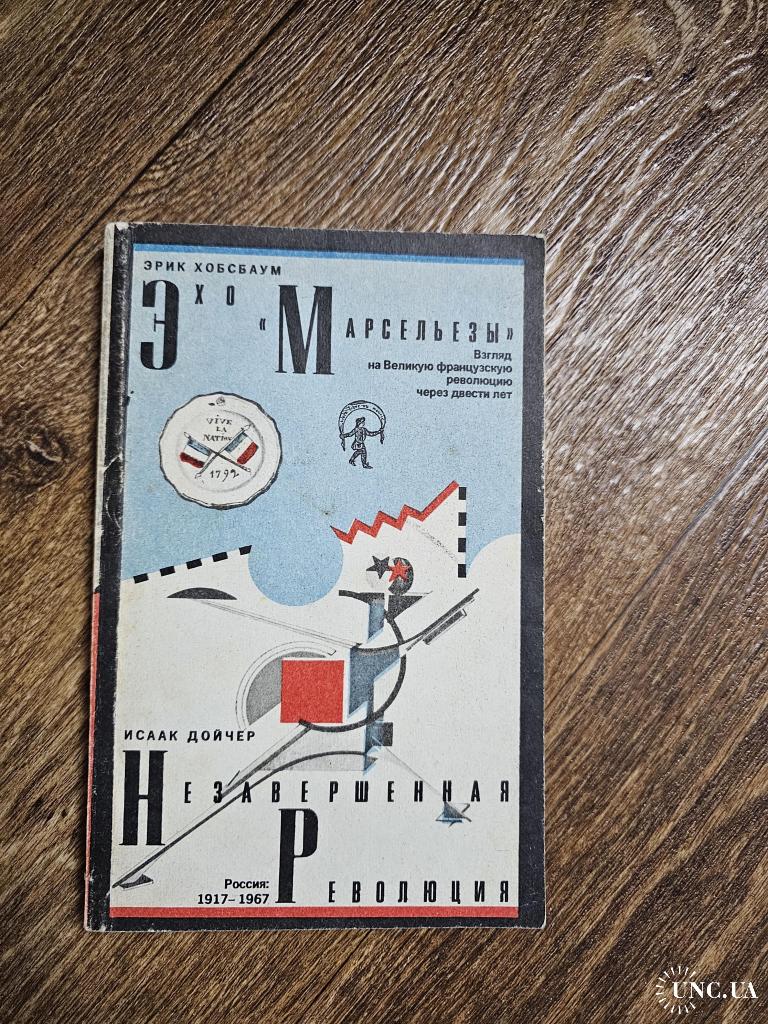 ЭРИК ХОБСБАУМ
ЭХО
«МАРСЕЛЬЕЗЫ»
Взгляд
на Великую французскую
революцию
через двести лет
VIVE
LA
NATION
1792
ИСААК ДОЙЧЕР
НЕЗАВЕРШЕННАЯ
РЕВОЛЮЦИЯ
Россия:
1917–1967
UNC.UA